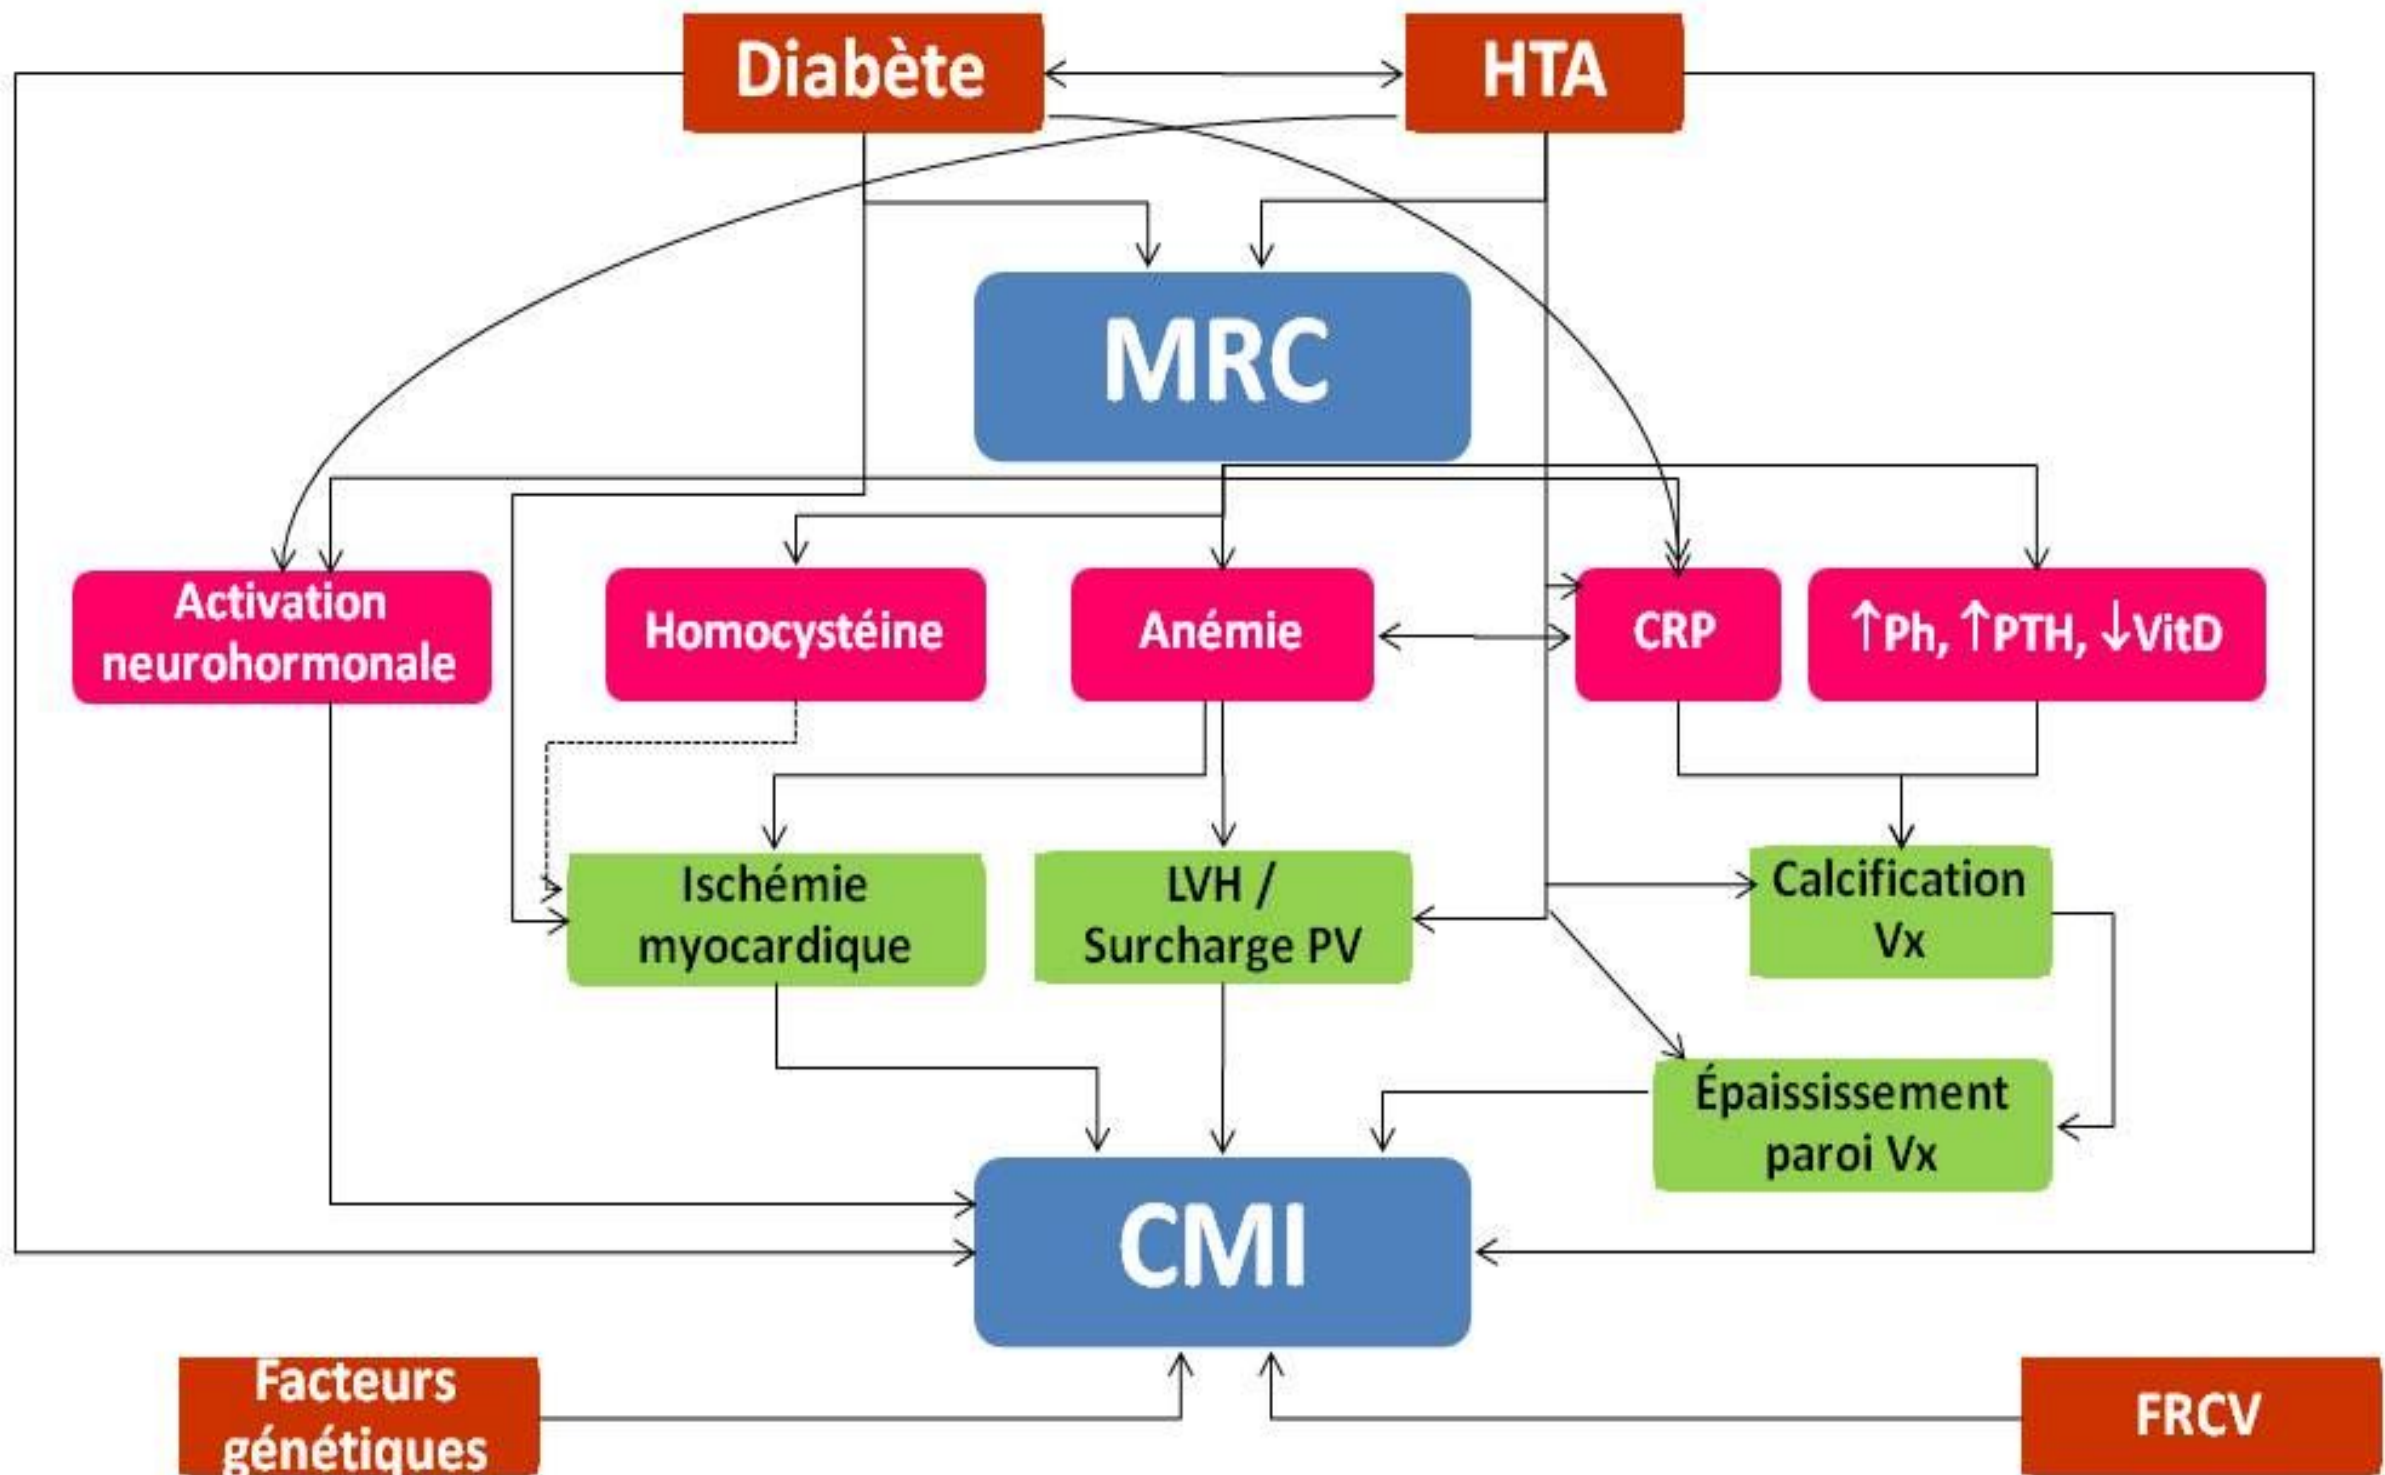 Diabète
HTA
MRC
Activation
neurohormonale
Homocystéine
Anémie
CRP
↑Ph, ↑PTH, ↓VitD
Ischémie
myocardique
LVH /
Surcharge PV
Calcification
Vx
Épaississement
paroi Vx
CMI
Facteurs
génétiques
FRCV